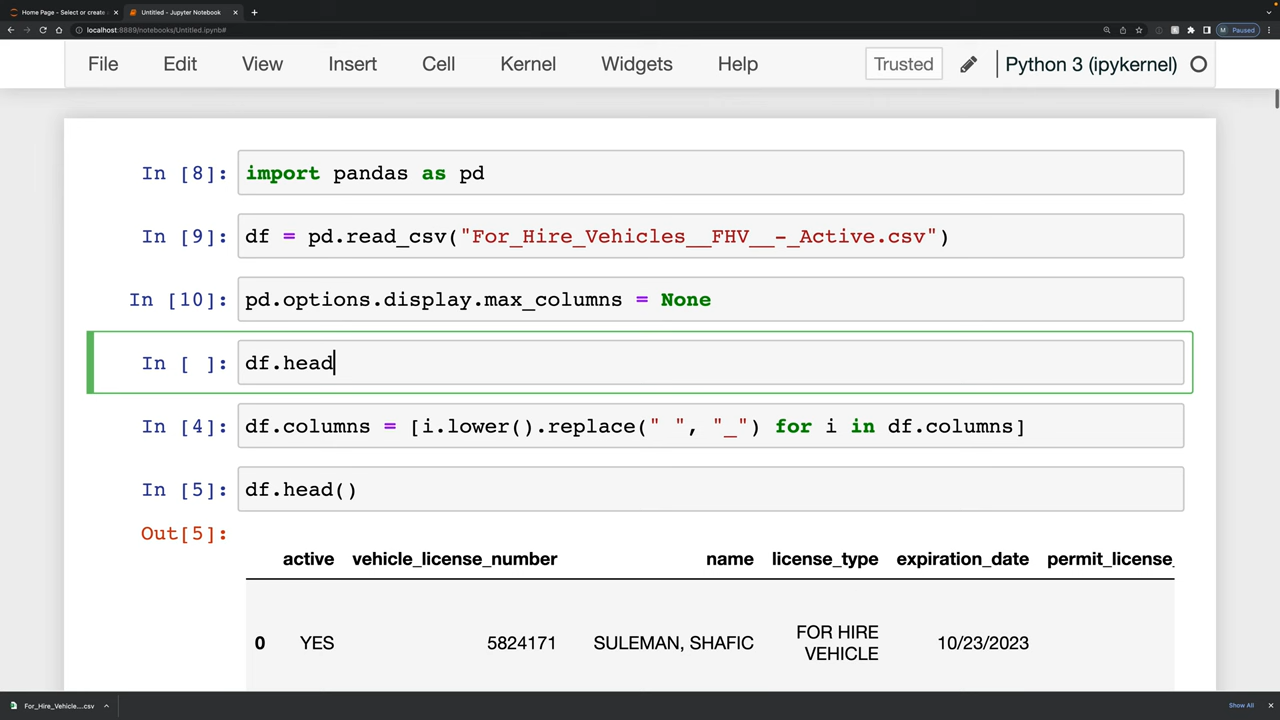 Home Page - Select or create
Untitled - Jupyter Notebook
localhost:8889/notebooks/Untitled.ipynb#
M Paused
File Edit View Insert Cell Kernel Widgets Help Trusted Python 3 (ipykernel)
In [8]: import pandas as pd
In [9]: df = pd.read_csv("For_Hire_Vehicles__FHV__-_Active.csv")
In [10]: pd.options.display.max_columns = None
In [ ]: df.head
In [4]: df.columns = [i.lower().replace(" ", "_") for i in df.columns]
In [5]: df.head()
Out[5]:
active vehicle_license_number name license_type expiration_date permit_license_
0 YES 5824171 SULEMAN, SHAFIC FOR HIRE VEHICLE 10/23/2023
For_Hire_Vehicle....csv
Show All